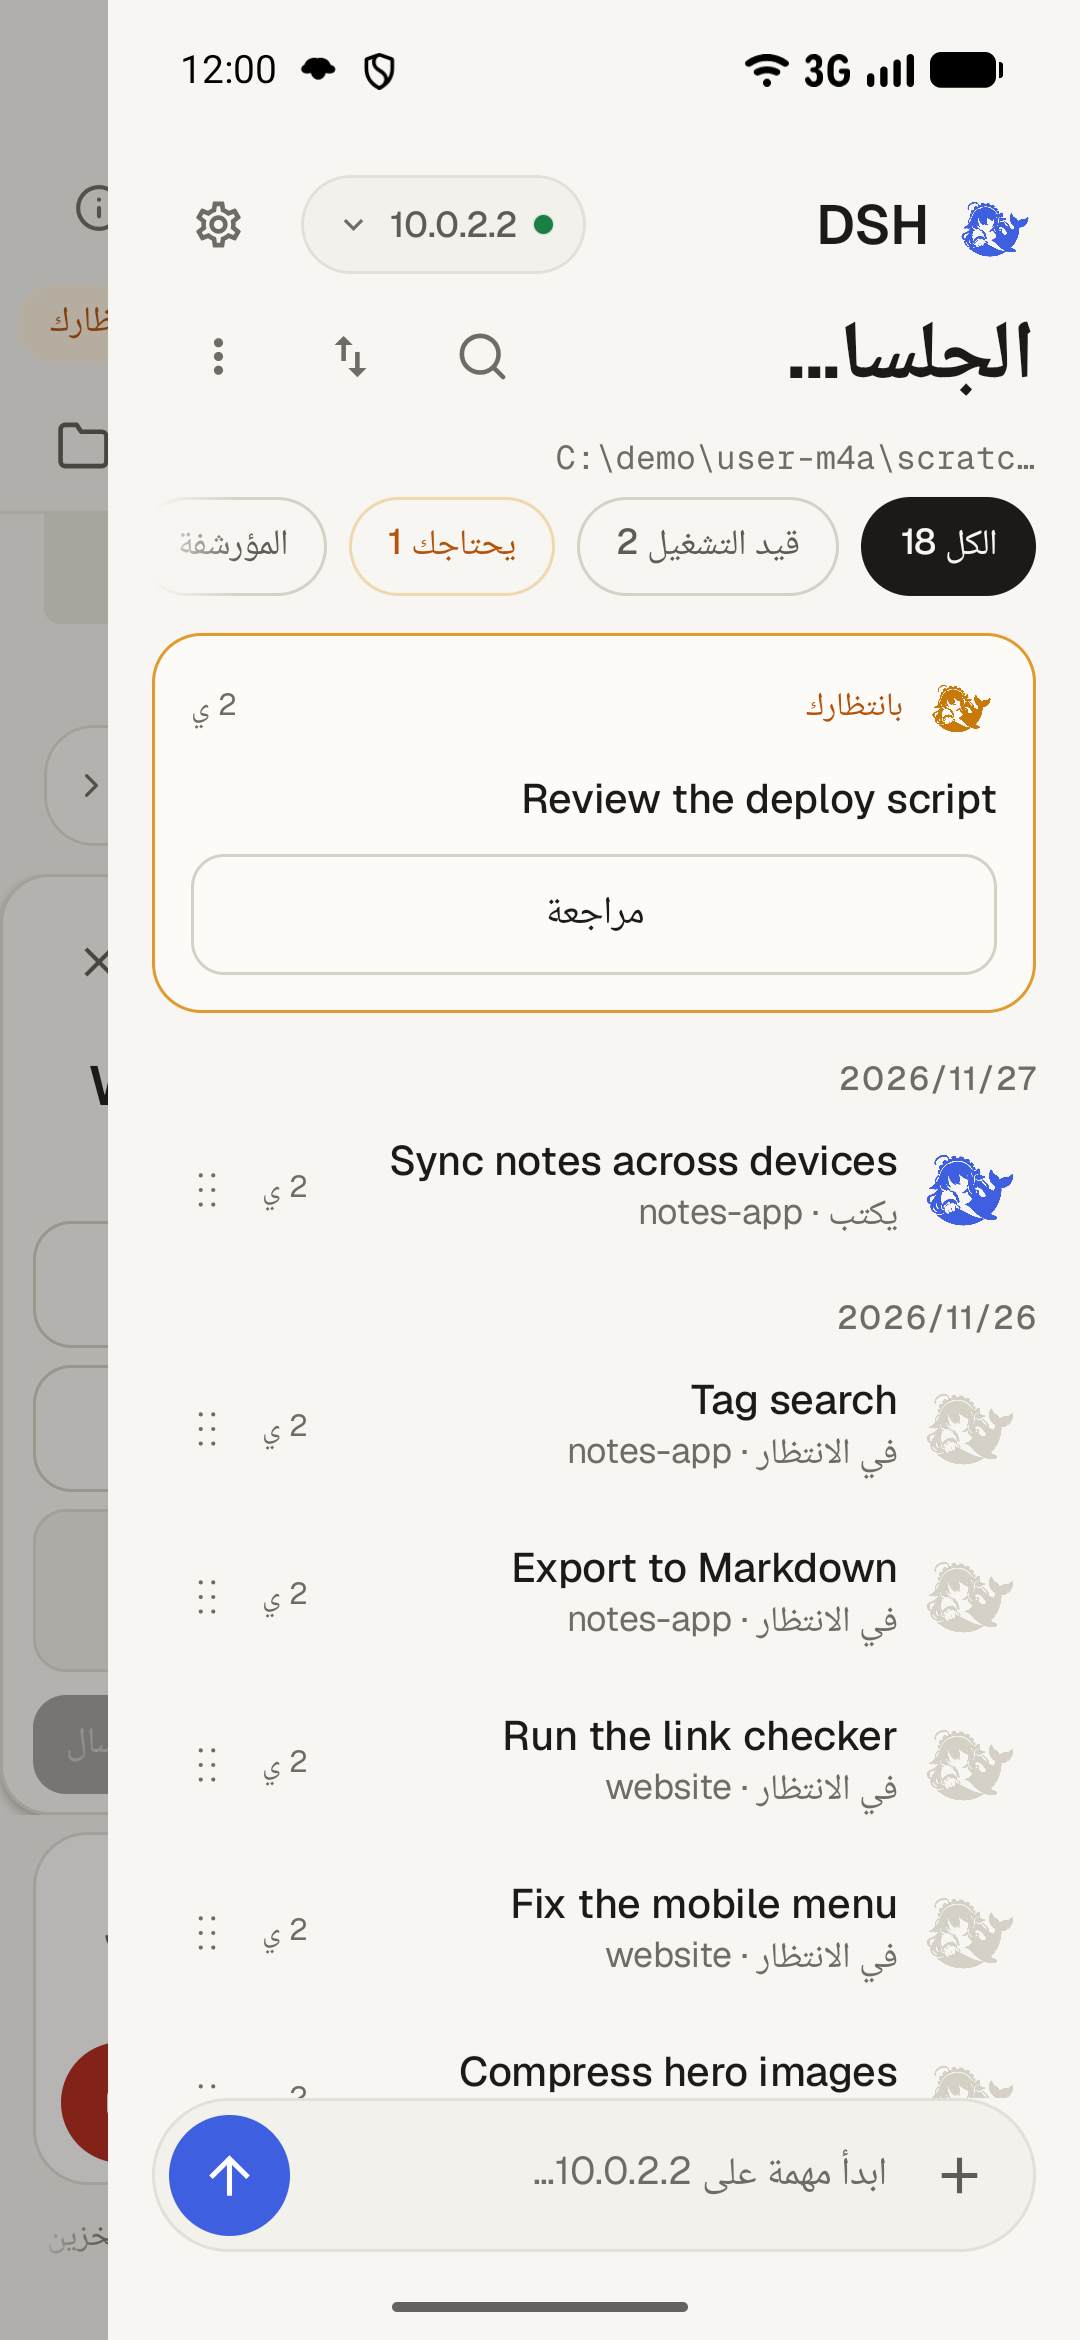 12:00
3G
DSH
10.0.2.2
الجلسا...
C:\demo\user-m4a\scratc…
الكل 18
قيد التشغيل 2
يحتاجك 1
المؤرشفة
بانتظارك
2 ي
Review the deploy script
مراجعة
2026/11/27
Sync notes across devices
يكتب · notes-app
2 ي
2026/11/26
Tag search
في الانتظار · notes-app
2 ي
Export to Markdown
في الانتظار · notes-app
2 ي
Run the link checker
في الانتظار · website
2 ي
Fix the mobile menu
في الانتظار · website
2 ي
Compress hero images
ابدأ مهمة على 10.0.2.2...